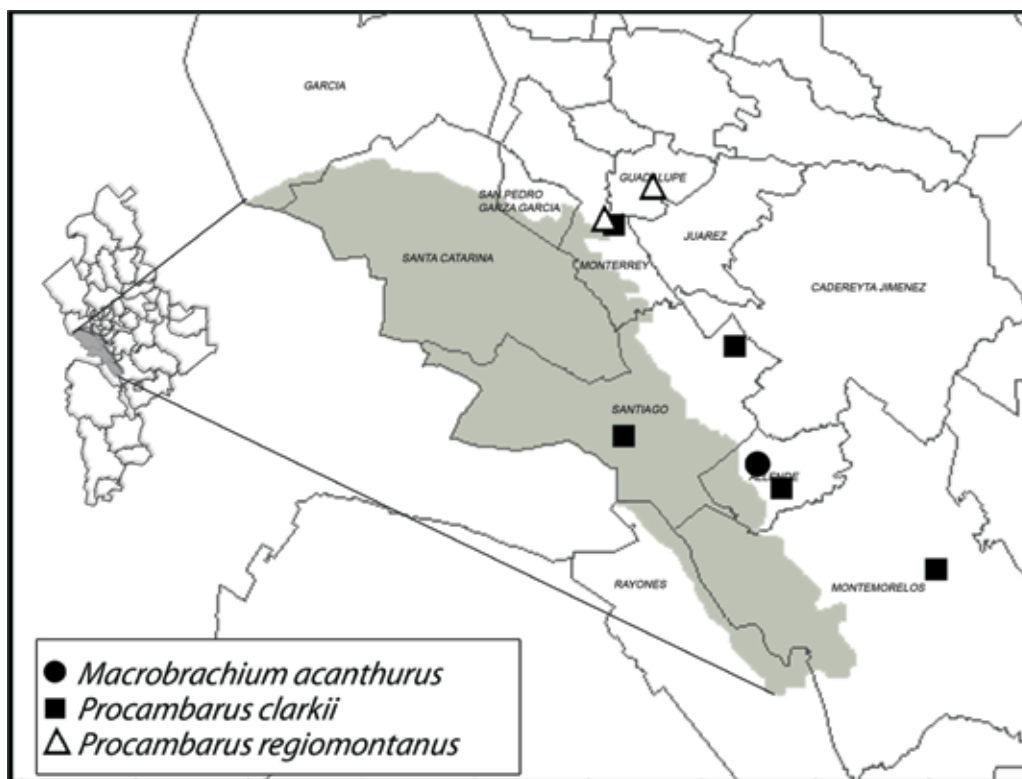 GARCIA
SAN PEDRO
GARZA GARCIA
GUADALUPE
JUAREZ
SANTA CATARINA
MONTERREY
CADEREYTA JIMENEZ
SANTIAGO
ALLENDE
RAYONES
MONTEMORELOS
Macrobrachium acanthurus
Procambarus clarkii
Procambarus regiomontanus